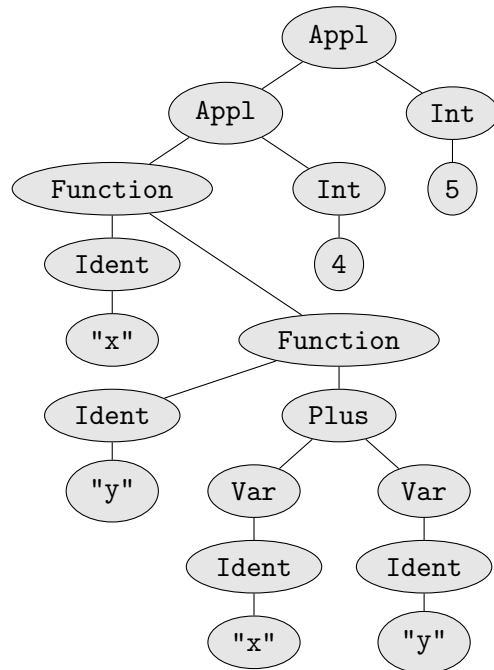 Appl
Appl Int
Function Int 5
Ident 4
"x" Function
Ident Plus
"y" Var Var
Ident Ident
"x" "y"